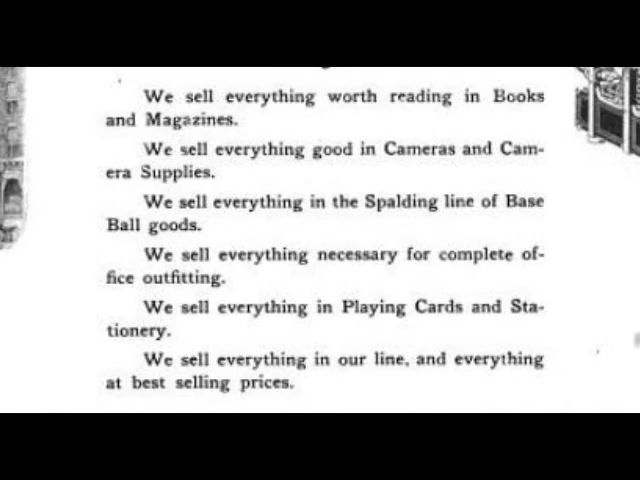 We sell everything worth reading in Books
and Magazines.
We sell everything good in Cameras and Cam-
era Supplies.
We sell everything in the Spalding line of Base
Ball goods.
We sell everything necessary for complete of-
fice outfitting.
We sell everything in Playing Cards and Sta-
tionery.
We sell everything in our line, and everything
at best selling prices.